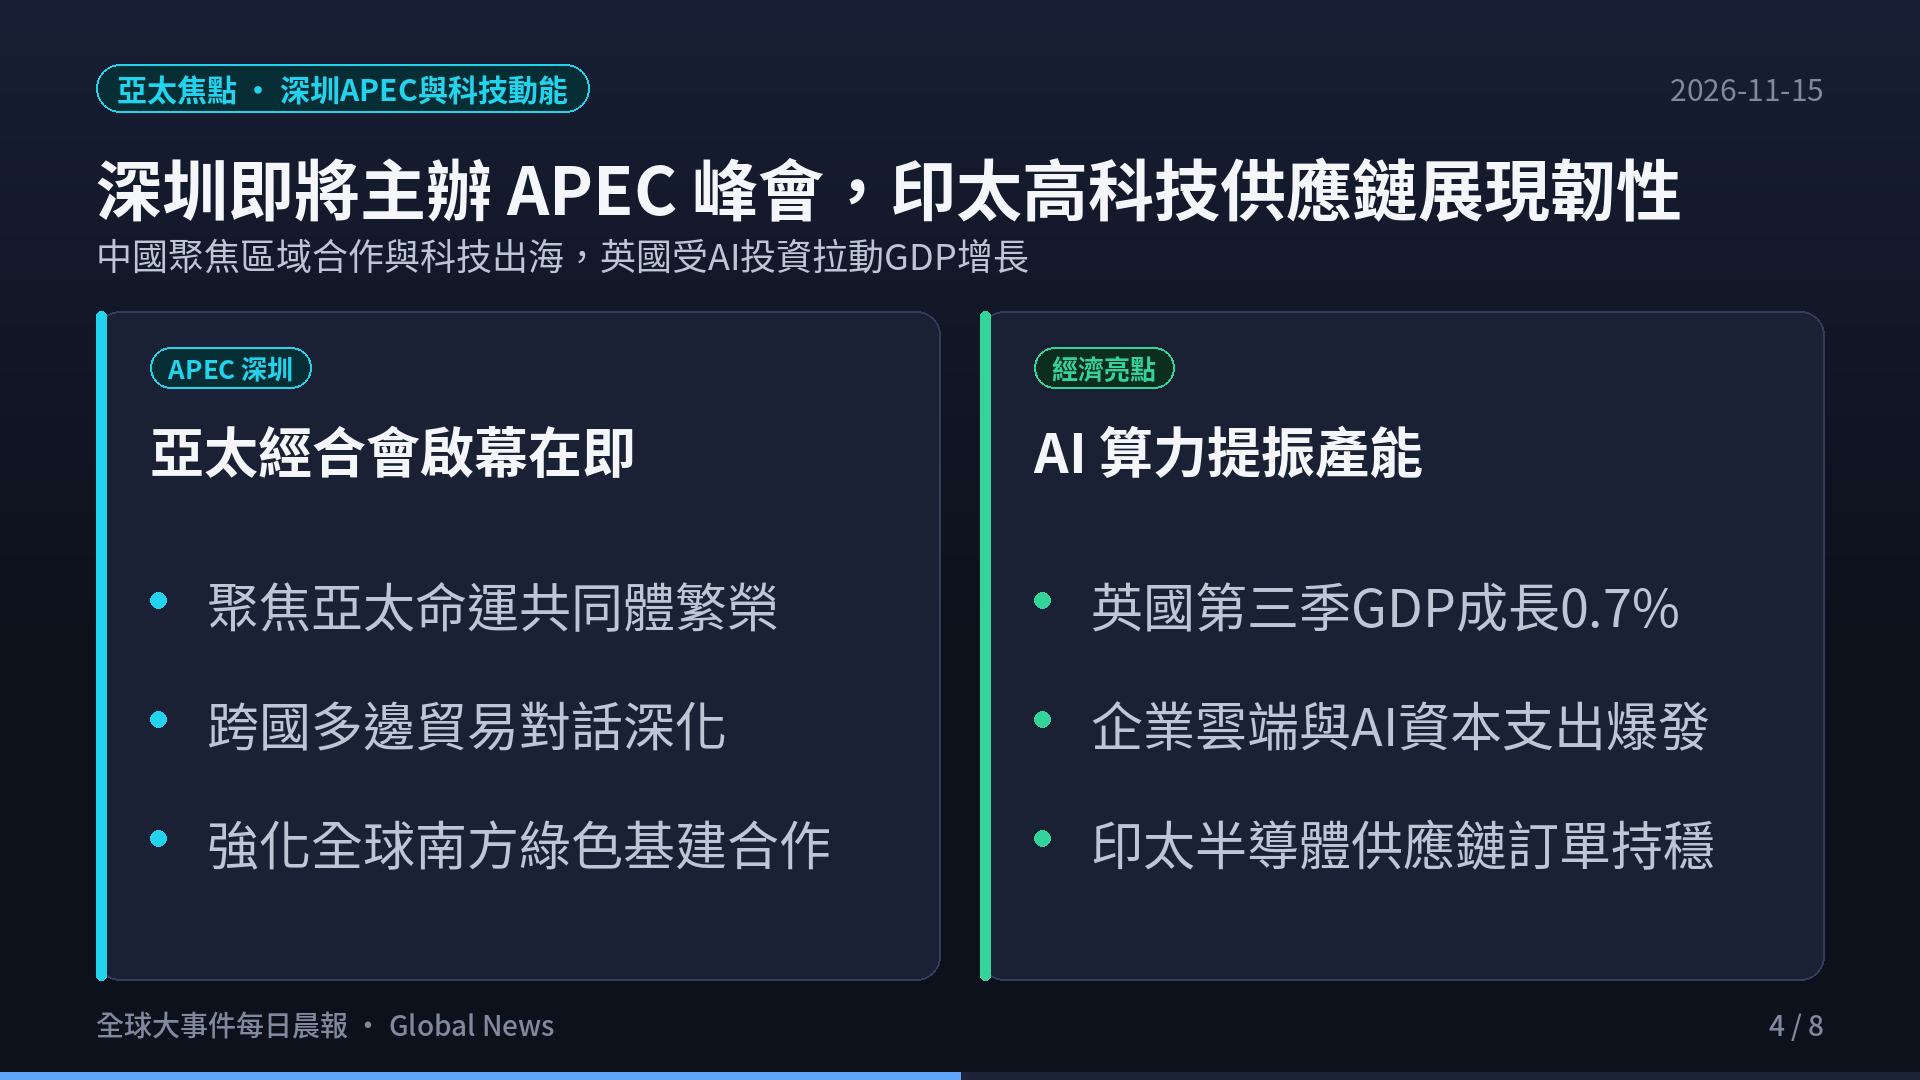 亞太焦點 • 深圳APEC與科技動能
2026-11-15
深圳即將主辦 APEC 峰會，印太高科技供應鏈展現韌性
中國聚焦區域合作與科技出海，英國受AI投資拉動GDP增長
APEC 深圳
亞太經合會啟幕在即
聚焦亞太命運共同體繁榮
跨國多邊貿易對話深化
強化全球南方綠色基建合作
經濟亮點
AI 算力提振產能
英國第三季GDP成長0.7%
企業雲端與AI資本支出爆發
印太半導體供應鏈訂單持穩
全球大事件每日晨報 • Global News
4 / 8